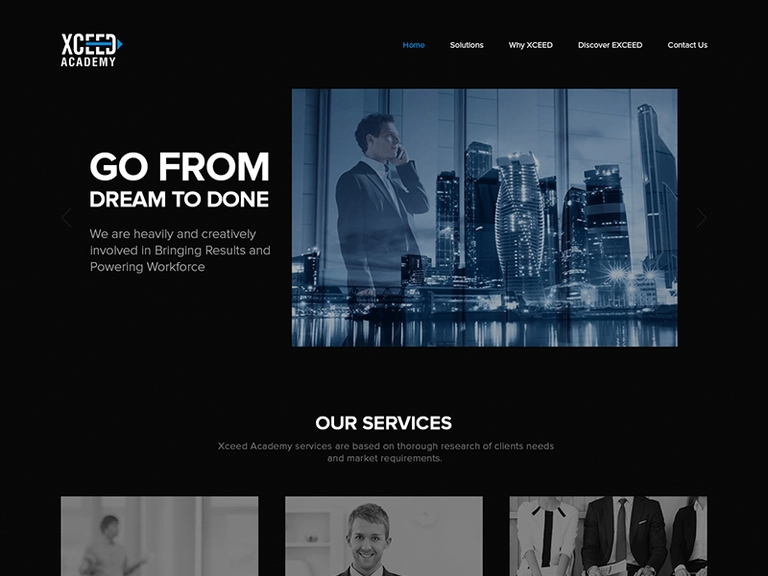 XCEED
ACADEMY
Home Solutions Why XCEED Discover EXCEED Contact Us
GO FROM
DREAM TO DONE
We are heavily and creatively
involved in Bringing Results and
Powering Workforce
OUR SERVICES
Xceed Academy services are based on thorough research of clients needs
and market requirements.